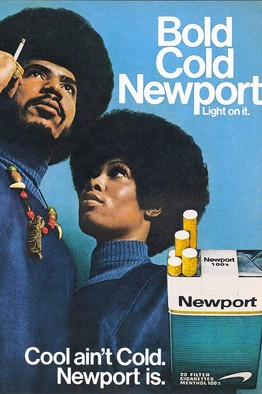 Bold
Cold
Newport
Light on it.
Newport
100's
Newport
Cool ain't Cold.
Newport is.
20 FILTER
CIGARETTES
MENTHOL 100's